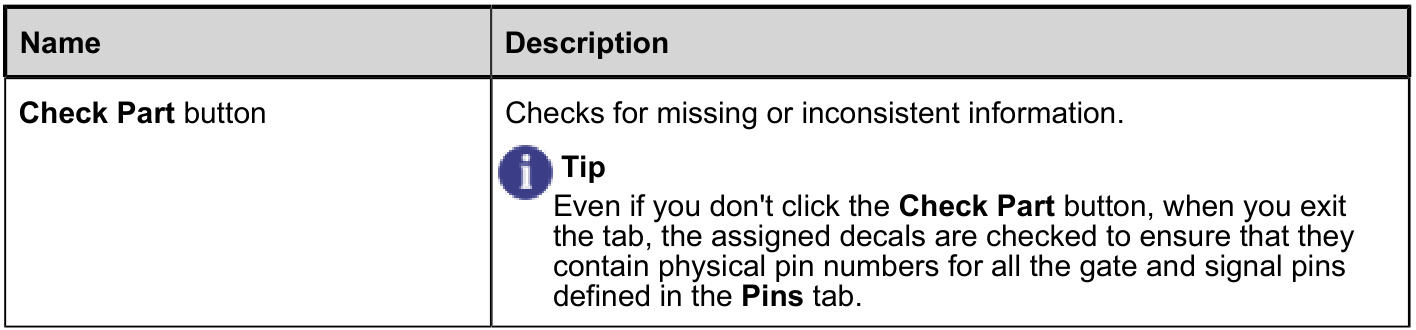 Name Description
Check Part button Checks for missing or inconsistent information.
Tip
Even if you don't click the Check Part button, when you exit
the tab, the assigned decals are checked to ensure that they
contain physical pin numbers for all the gate and signal pins
defined in the Pins tab.